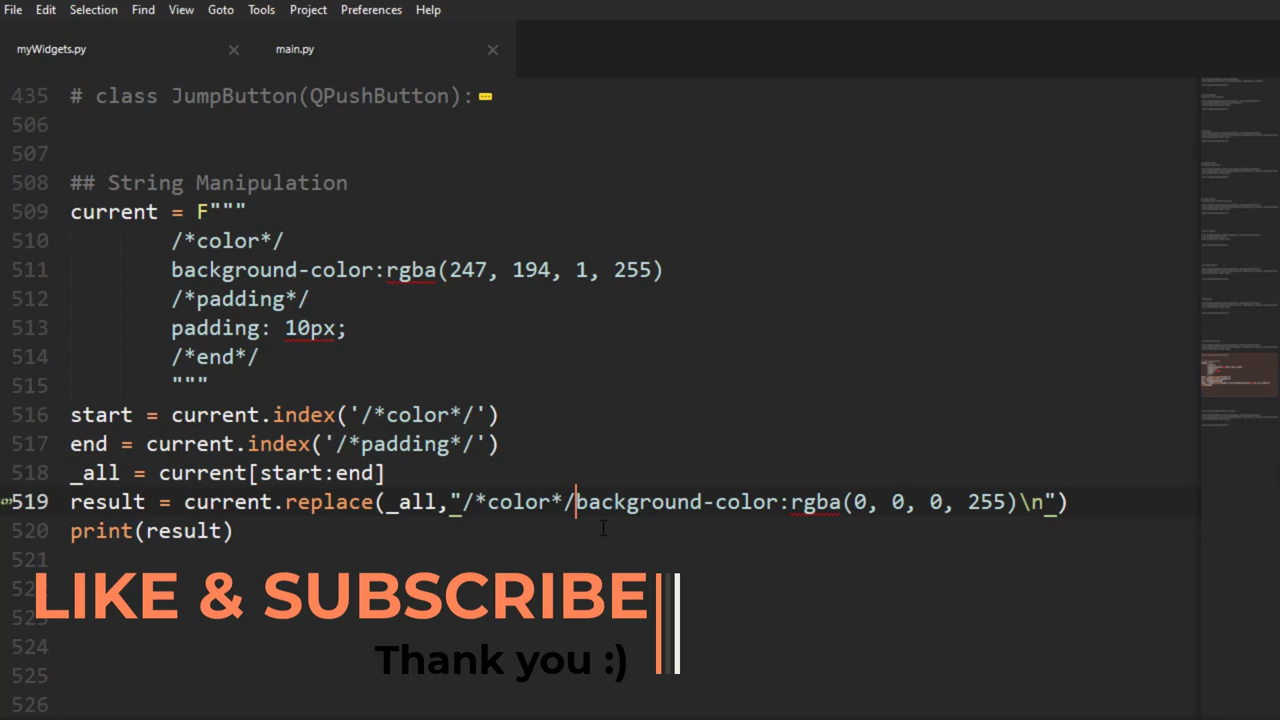 File Edit Selection View Goto Tools Project Preferences Help
myWidgets.py main.py
435 # class JumpButton(QPushButton):
506
507
508 ## String Manipulation
509 current = F"""
510 /*color*/
511 background-color:rgba(247, 194, 1, 255)
512 /*padding*/
513 padding: 10px;
514 /*end*/
515 """
516 start = current.index('/*color*/')
517 end = current.index('/*padding*/')
518 _all = current[start:end]
519 result = current.replace(_all,"/*color*/background-color:rgba(0, 0, 0, 255)\n")
520 print(result)
521
LIKE & SUBSCRIBE
524
Thank you :)
525
526